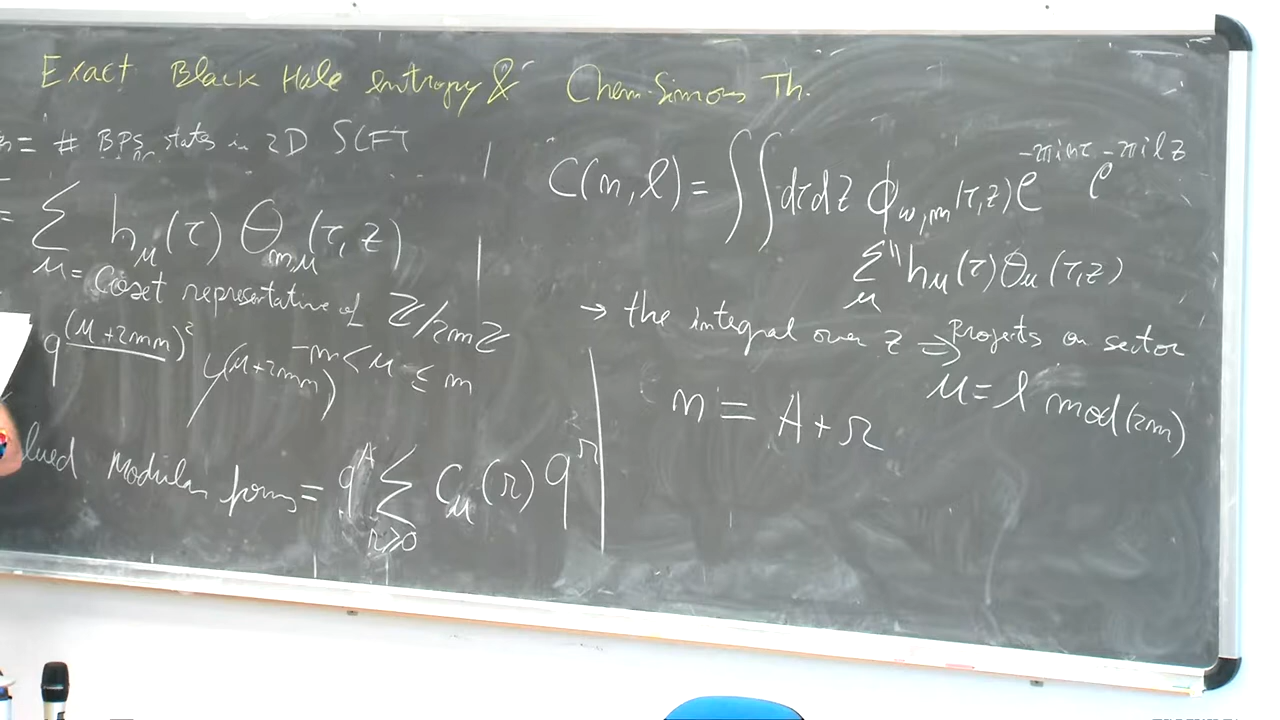 Exact Black Hole entropy & Chern-Simons Th.
= # BPS states in 2D SCFT
= ∑ h_μ(τ) Θ_{m,μ}(τ,z)
μ = Coset representative of ℤ/2mℤ
q^{(μ+2mn)²} y^{(μ+2mn)} -m < μ ≤ m
lued Modular forms = q^A ∑_{r≥0} C_μ(r) q^r
C(n,l) = ∫∫ dτ dz ϕ_{ω,m}(τ,z) e^{-2πinτ} e^{-2πilz}
"
∑_μ h_μ(τ) Θ_μ(τ,z)
→ the integral over z ⇒ Projects on sector
μ = l mod(2m)
n = A + r